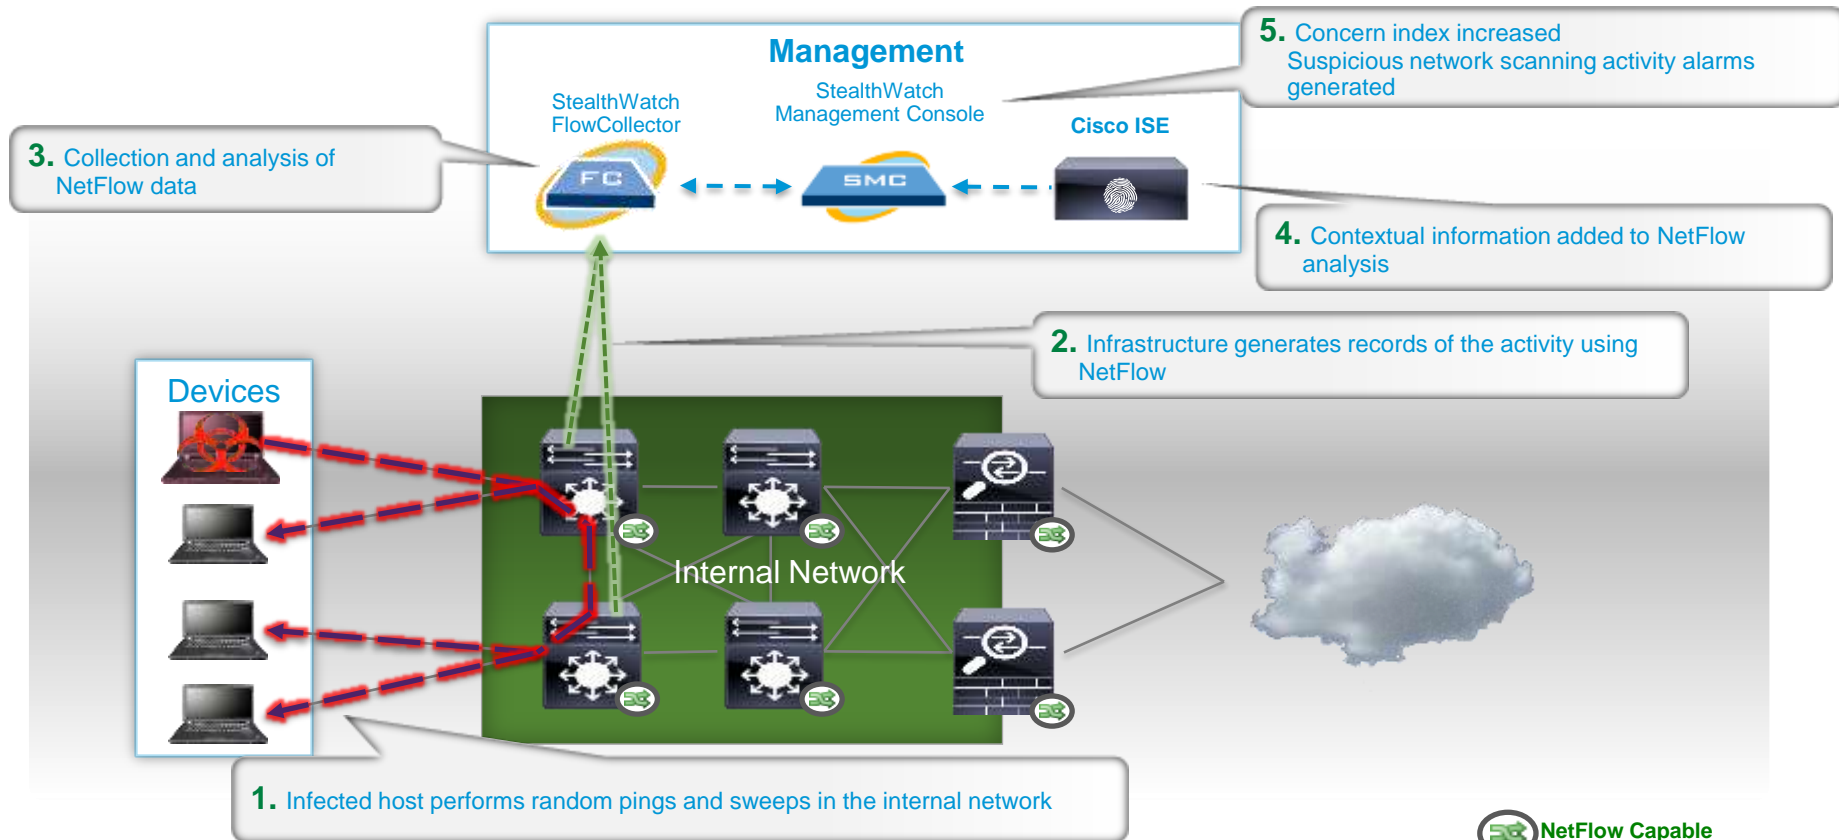 Management
StealthWatch
FlowCollector
StealthWatch
Management Console
Cisco ISE
FC
SMC
5. Concern index increased
Suspicious network scanning activity alarms
generated
3. Collection and analysis of
NetFlow data
4. Contextual information added to NetFlow
analysis
2. Infrastructure generates records of the activity using
NetFlow
Devices
Internal Network
1. Infected host performs random pings and sweeps in the internal network
NetFlow Capable